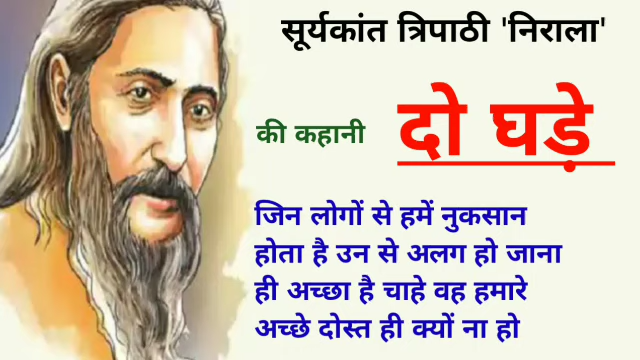 सूर्यकांत त्रिपाठी 'निराला'
की कहानी दो घड़े
जिन लोगों से हमें नुकसान
होता है उन से अलग हो जाना
ही अच्छा है चाहे वह हमारे
अच्छे दोस्त ही क्यों ना हो